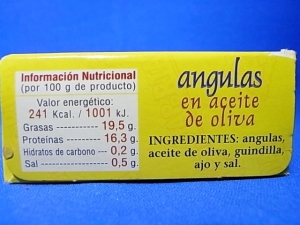 Información Nutricional
(por 100 g de producto)
Valor energético:
241 Kcal. / 1001 kJ.
Grasas ----------- 19,5 g.
Proteínas --------- 16,3 g.
Hidratos de carbono --- 0,2 g.
Sal --------------- 0,5 g.
angulas
en aceite
de oliva
INGREDIENTES: angulas,
aceite de oliva, guindilla,
ajo y sal.